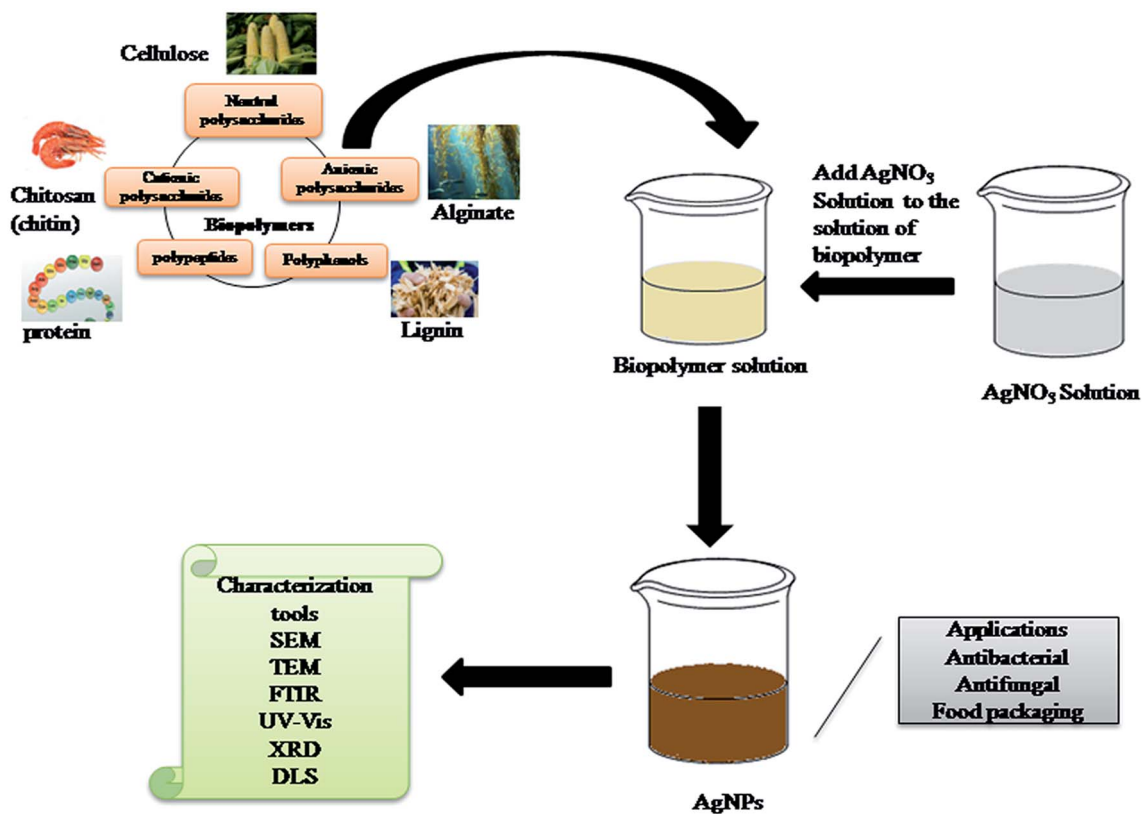 Cellulose
Neutral
polysaccharides
Cationic
polysaccharides
Anionic
polysaccharides
Chitosan
(chitin)
Biopolymers
Alginate
polypeptides
Polyphenols
protein
Lignin
Add AgNO₃
Solution to the
solution of
biopolymer
Biopolymer solution
AgNO₃ Solution
Characterization
tools
SEM
TEM
FTIR
UV-Vis
XRD
DLS
AgNPs
Applications
Antibacterial
Antifungal
Food packaging